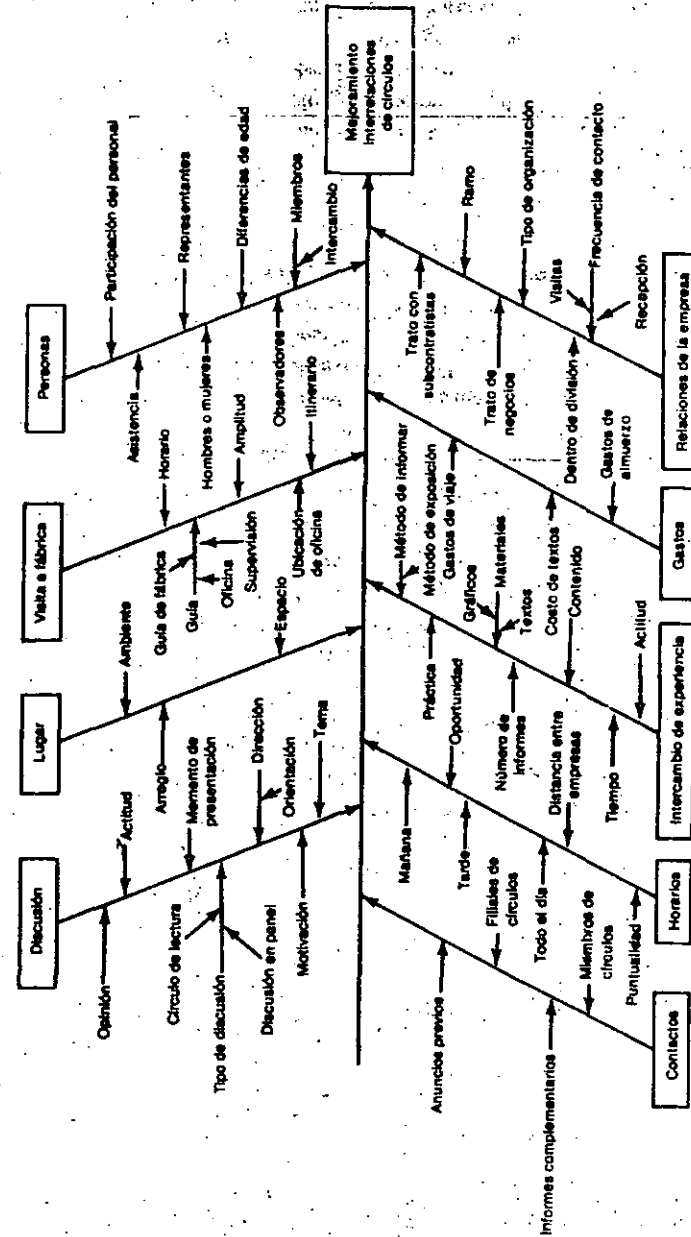 Discusión
Lugar
Visita a fábrica
Personas
Opinión
Actitud
Memento de
presentación
Círculo de lectura
Tipo de discusión
Discusión en panel
Dirección
Orientación
Motivación
Tema
Ambiente
Arreglo
Espacio
Horario
Guía de fábrica
Guía
Oficina
Supervisión
Amplitud
Ubicación
de oficina
Itinerario
Participación del personal
Asistencia
Representantes
Hombres o mujeres
Diferencias de edad
Observadores
Miembros
Intercambio
Mejoramiento
interrelaciones
de círculos
Anuncios previos
Filiales de
círculos
Informes complementarios
Miembros de
círculos
Contactos
Mañana
Oportunidad
Tarde
Todo el día
Distancia entre
empresas
Puntualidad
Horarios
Método de informar
Método de exposición
Práctica
Gráficos
Materiales
Textos
Número de
informes
Contenido
Tiempo
Actitud
Intercambio de experiencia
Gastos de viaje
Costo de textos
Gastos de
almuerzo
Gastos
Trato con
subcontratistas
Ramo
Trato de
negocios
Tipo de organización
Dentro de división
Visitas
Frecuencia de contacto
Recepción
Relaciones de la empresa